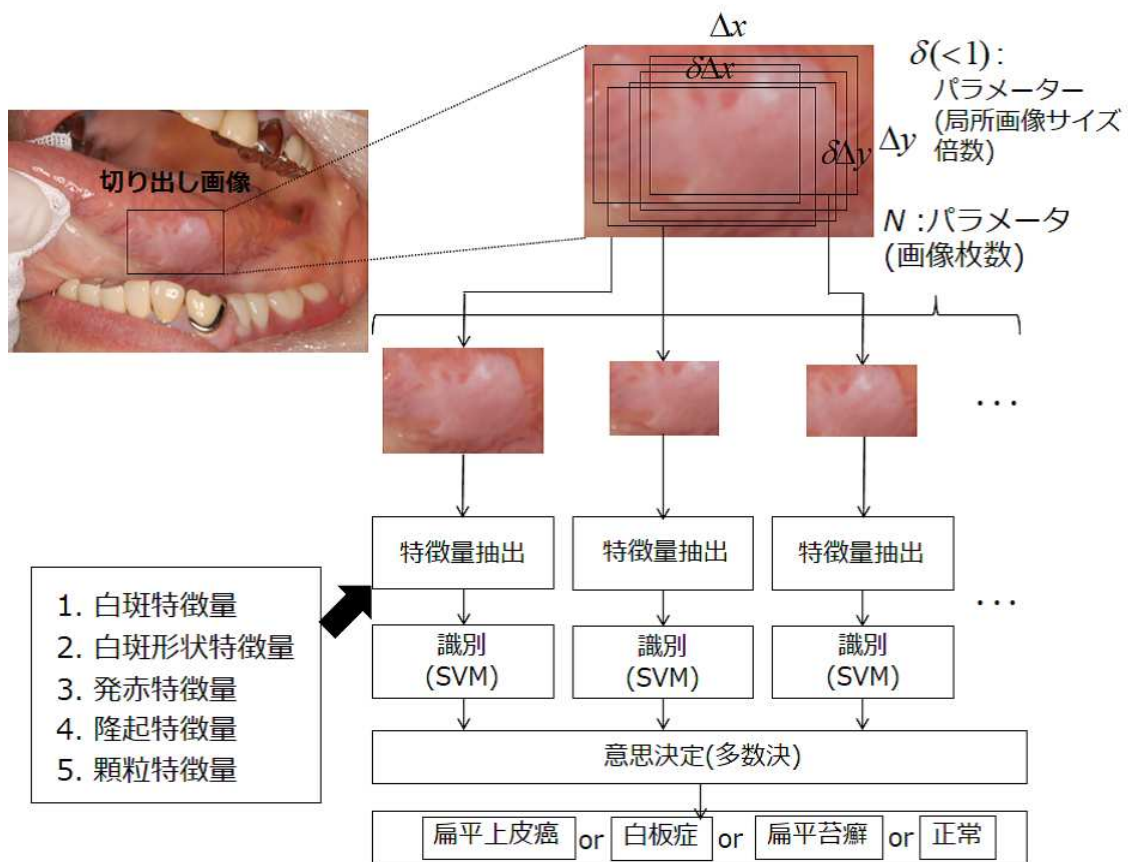 Δx
δ(<1):
δΔx
パラメーター
(局所画像サイズ
倍数)
δΔy
Δy
切り出し画像
N :パラメータ
(画像枚数)
...
特徴量抽出
特徴量抽出
特徴量抽出
...
1. 白斑特徴量
2. 白斑形状特徴量
3. 発赤特徴量
4. 隆起特徴量
5. 顆粒特徴量
識別
(SVM)
識別
(SVM)
識別
(SVM)
意思決定(多数決)
扁平上皮癌 or 白板症 or 扁平苔癬 or 正常